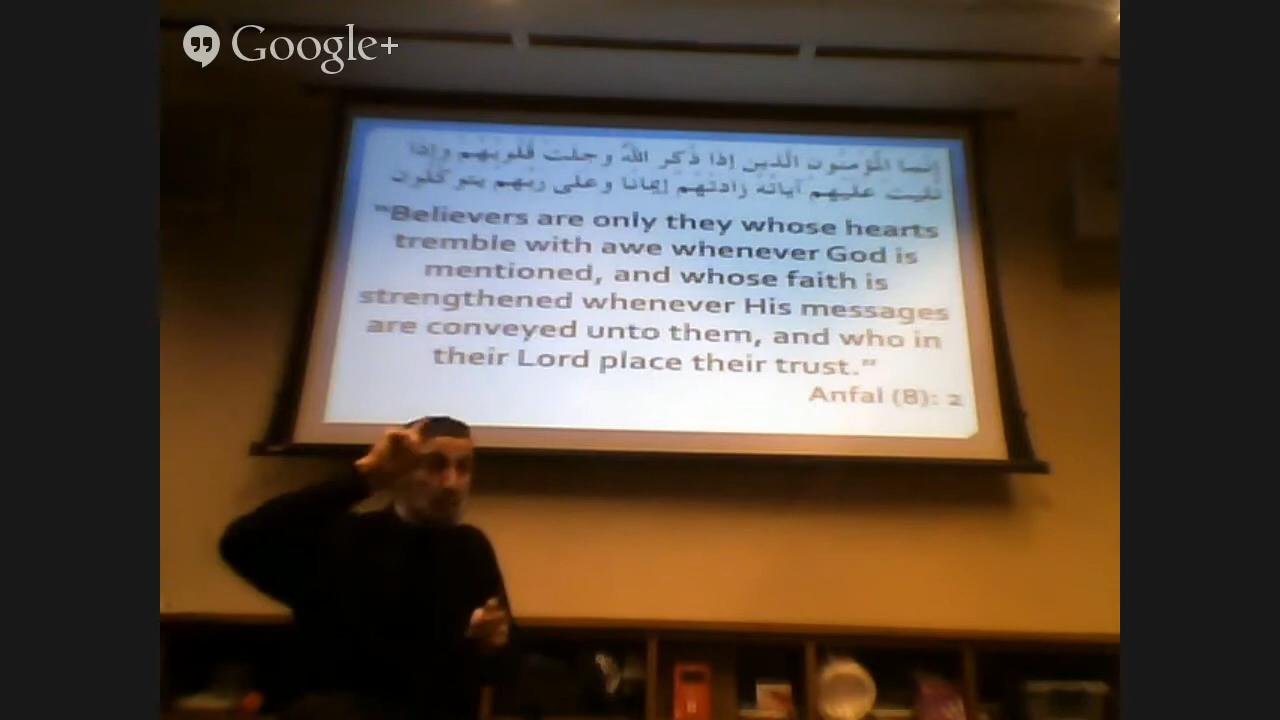 Google+
إنما المؤمنون الذين إذا ذكر الله وجلت قلوبهم وإذا
تليت عليهم آياته زادتهم إيمانا وعلى ربهم يتوكلون
"Believers are only they whose hearts
tremble with awe whenever God is
mentioned, and whose faith is
strengthened whenever His messages
are conveyed unto them, and who in
their Lord place their trust."
Anfal (8): 2